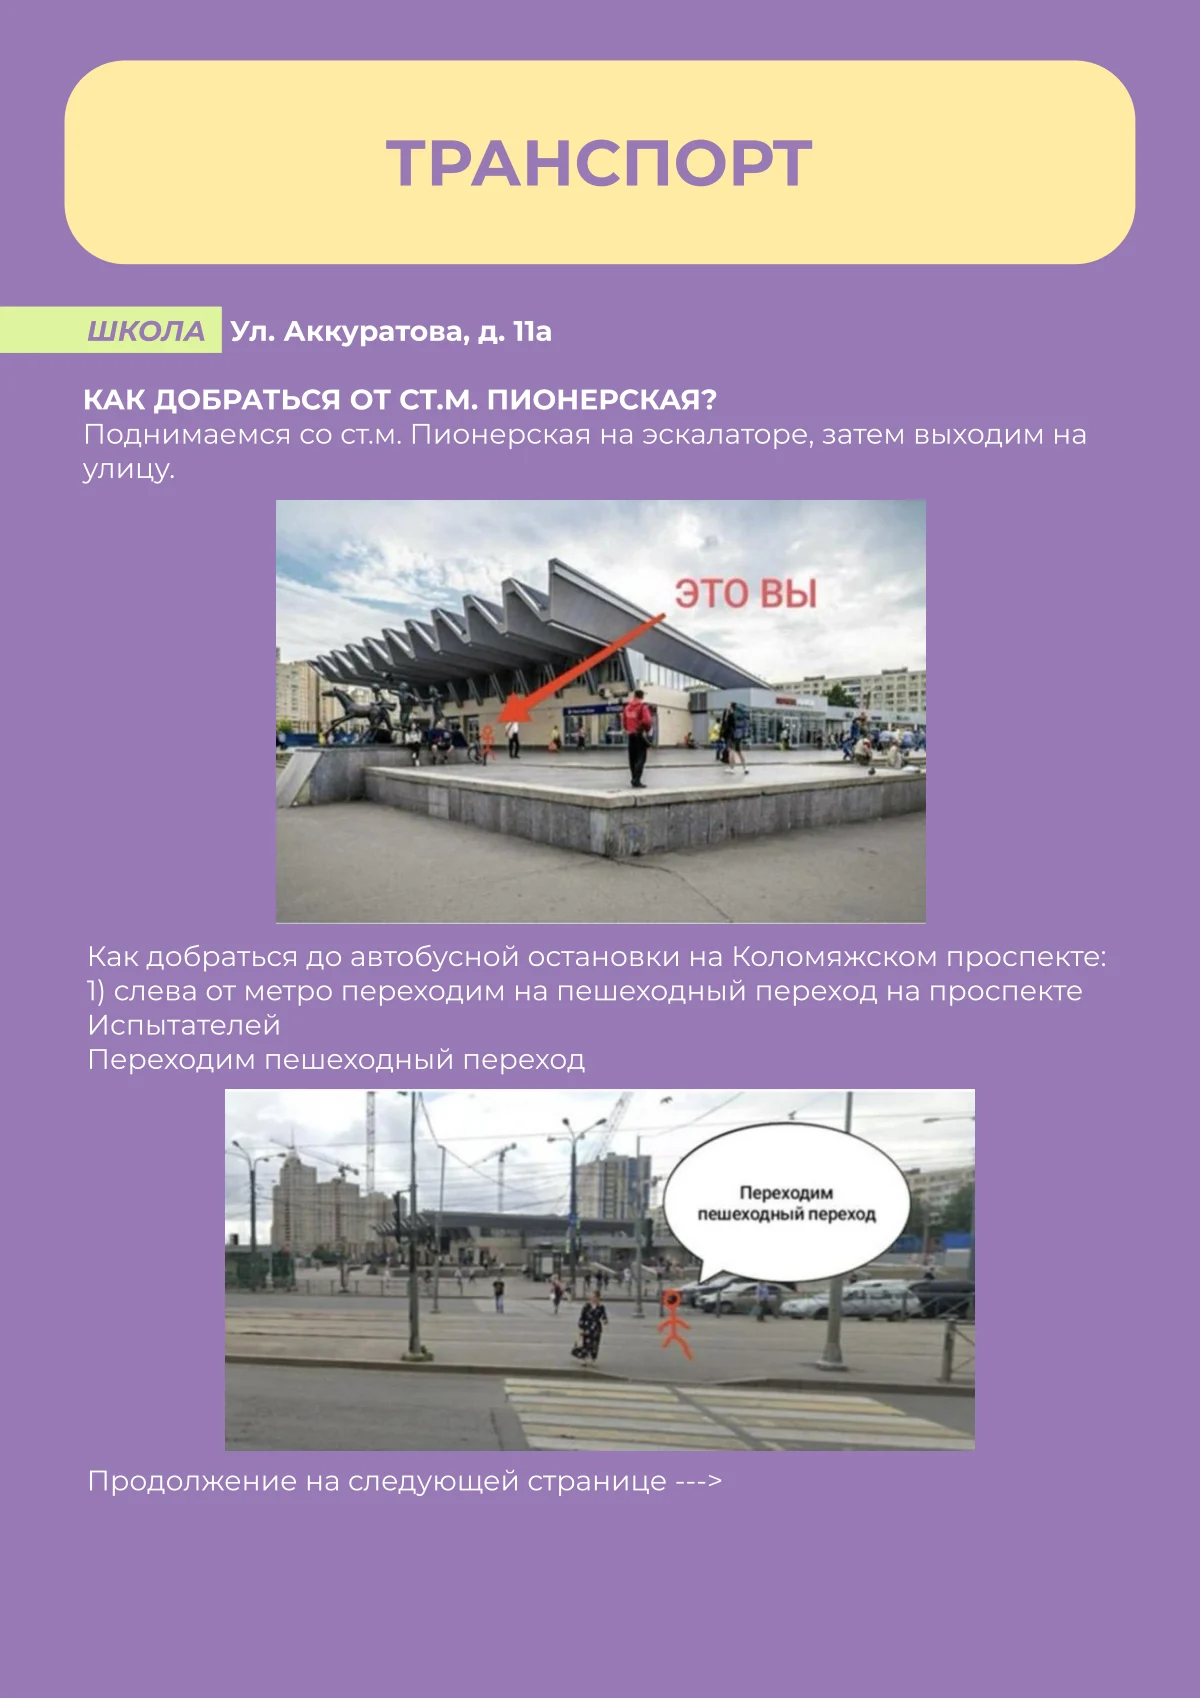 ТРАНСПОРТ
ШКОЛА Ул. Аккуратова, д. 11а
КАК ДОБРАТЬСЯ ОТ СТ.М. ПИОНЕРСКАЯ?
Поднимаемся со ст.м. Пионерская на эскалаторе, затем выходим на
улицу.
ЭТО ВЫ
Как добраться до автобусной остановки на Коломяжском проспекте:
1) слева от метро переходим на пешеходный переход на проспекте
Испытателей
Переходим пешеходный переход
Переходим
пешеходный переход
Продолжение на следующей странице --->